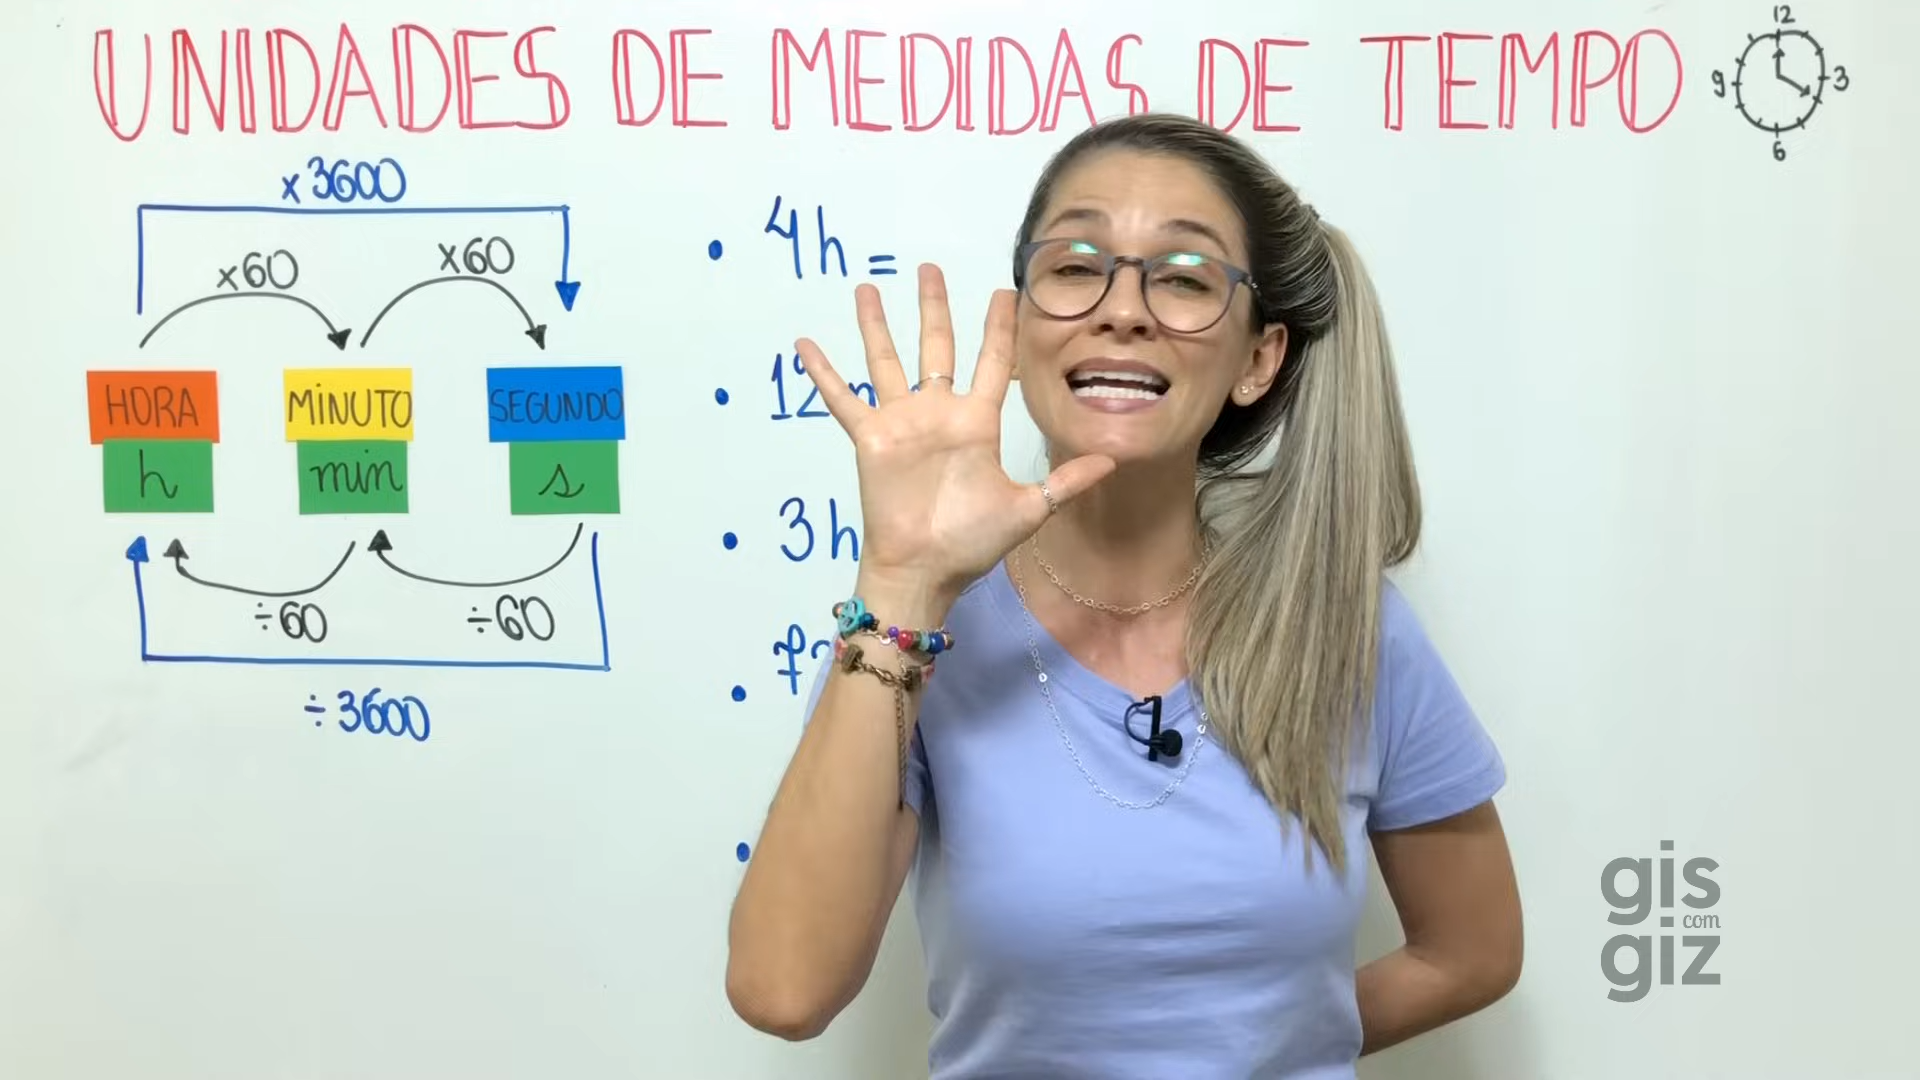 UNIDADES DE MEDIDAS DE TEMPO
12
9
3
6
x3600
x60
x60
HORA
MINUTO
SEGUNDO
h
min
s
÷60
÷60
÷3600
• 4h =
• 12
• 3h
•
•
gis
com
giz